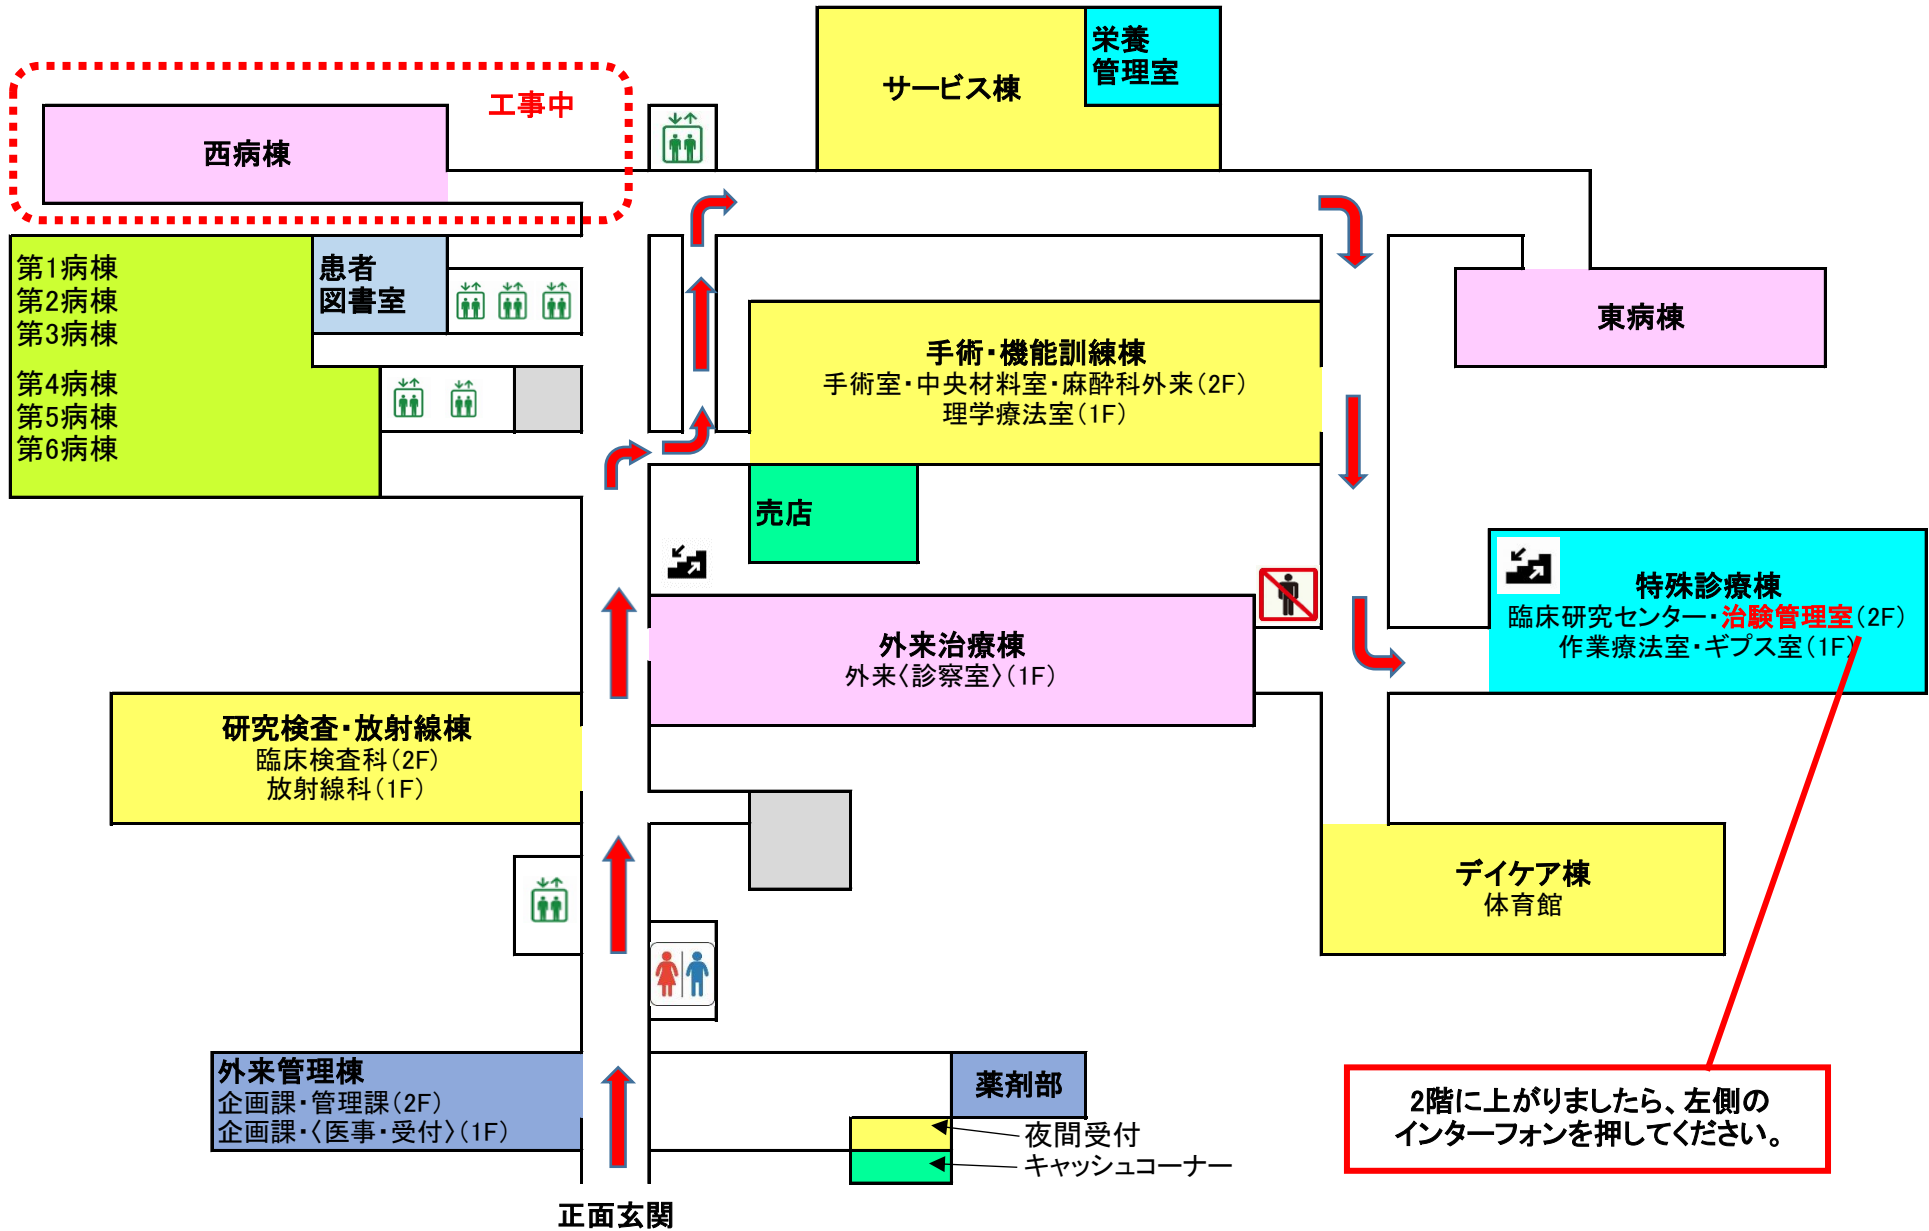 栄養
管理室
サービス棟
工事中
西病棟
第1病棟
第2病棟
第3病棟
第4病棟
第5病棟
第6病棟
患者
図書室
手術・機能訓練棟
手術室・中央材料室・麻酔科外来(2F)
理学療法室(1F)
東病棟
売店
特殊診療棟
臨床研究センター・治験管理室(2F)
作業療法室・ギプス室(1F)
外来治療棟
外来〈診察室〉(1F)
研究検査・放射線棟
臨床検査科(2F)
放射線科(1F)
デイケア棟
体育館
外来管理棟
企画課・管理課(2F)
企画課・〈医事・受付〉(1F)
薬剤部
夜間受付
キャッシュコーナー
2階に上がりましたら、左側の
インターフォンを押してください。
正面玄関